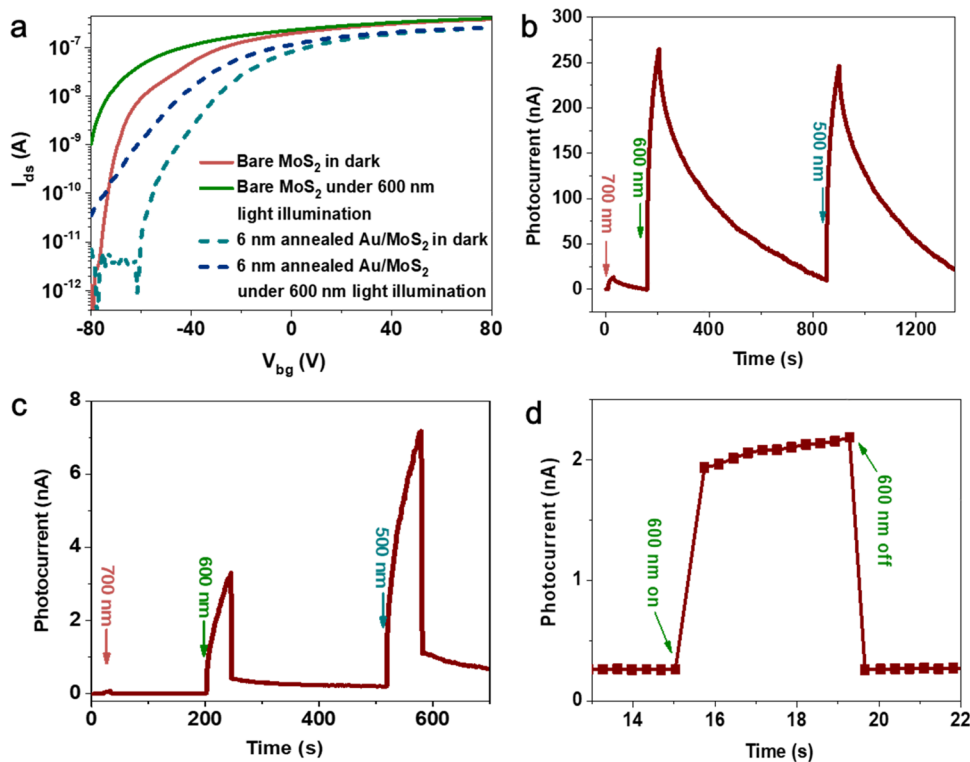 a
I_ds (A)
10^-7
10^-8
10^-9
10^-10
10^-11
10^-12
Bare MoS_2 in dark
Bare MoS_2 under 600 nm
light illumination
6 nm annealed Au/MoS_2 in dark
6 nm annealed Au/MoS_2
under 600 nm light illumination
-80 -40 0 40 80
V_bg (V)
b
Photocurrent (nA)
300
250
200
150
100
50
0
700 nm
600 nm
500 nm
0 400 800 1200
Time (s)
c
Photocurrent (nA)
8
6
4
2
0
700 nm
600 nm
500 nm
0 200 400 600
Time (s)
d
Photocurrent (nA)
2
1
0
600 nm on
600 nm off
14 16 18 20 22
Time (s)